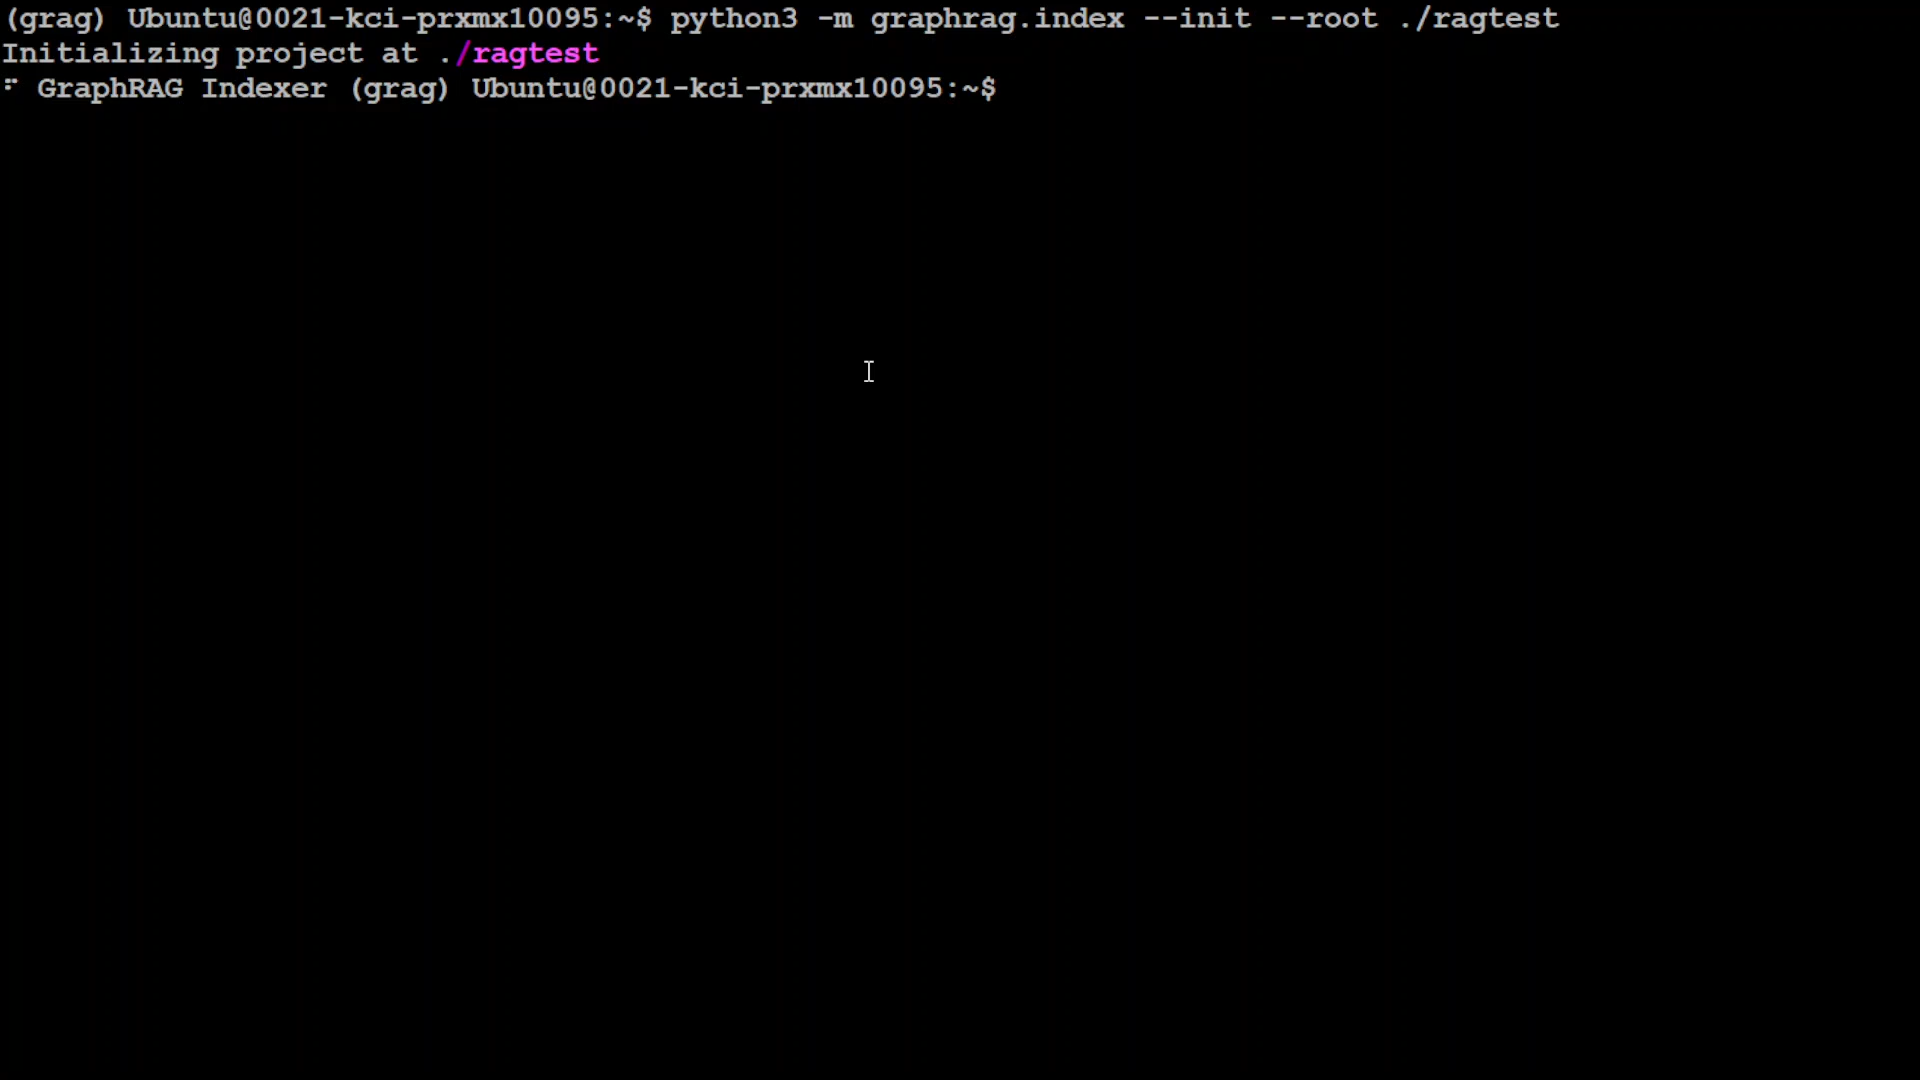 (grag) Ubuntu@0021-kci-prxmx10095:~$ python3 -m graphrag.index --init --root ./ragtest
Initializing project at ./ragtest
⠋ GraphRAG Indexer (grag) Ubuntu@0021-kci-prxmx10095:~$